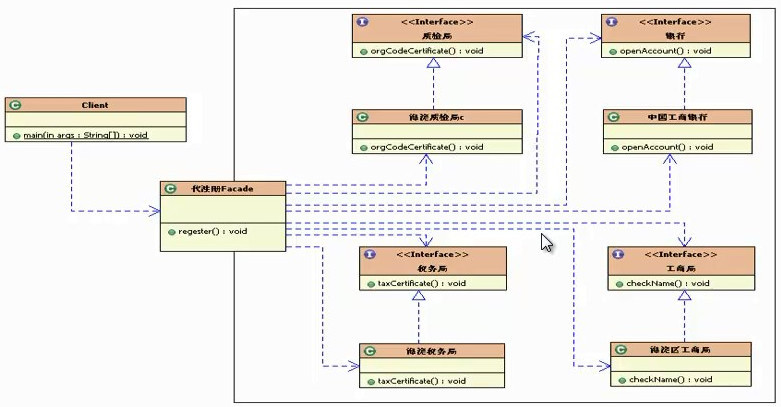 <<Interface>>
质检局
orgCodeCertificate() : void
<<Interface>>
银行
openAccount() : void
Client
main(in args : String[]) : void
海淀质检局c
orgCodeCertificate() : void
中国工商银行
openAccount() : void
代注册Facade
regester() : void
<<Interface>>
税务局
taxCertificate() : void
<<Interface>>
工商局
checkName() : void
海淀税务局
taxCertificate() : void
海淀区工商局
checkName() : void